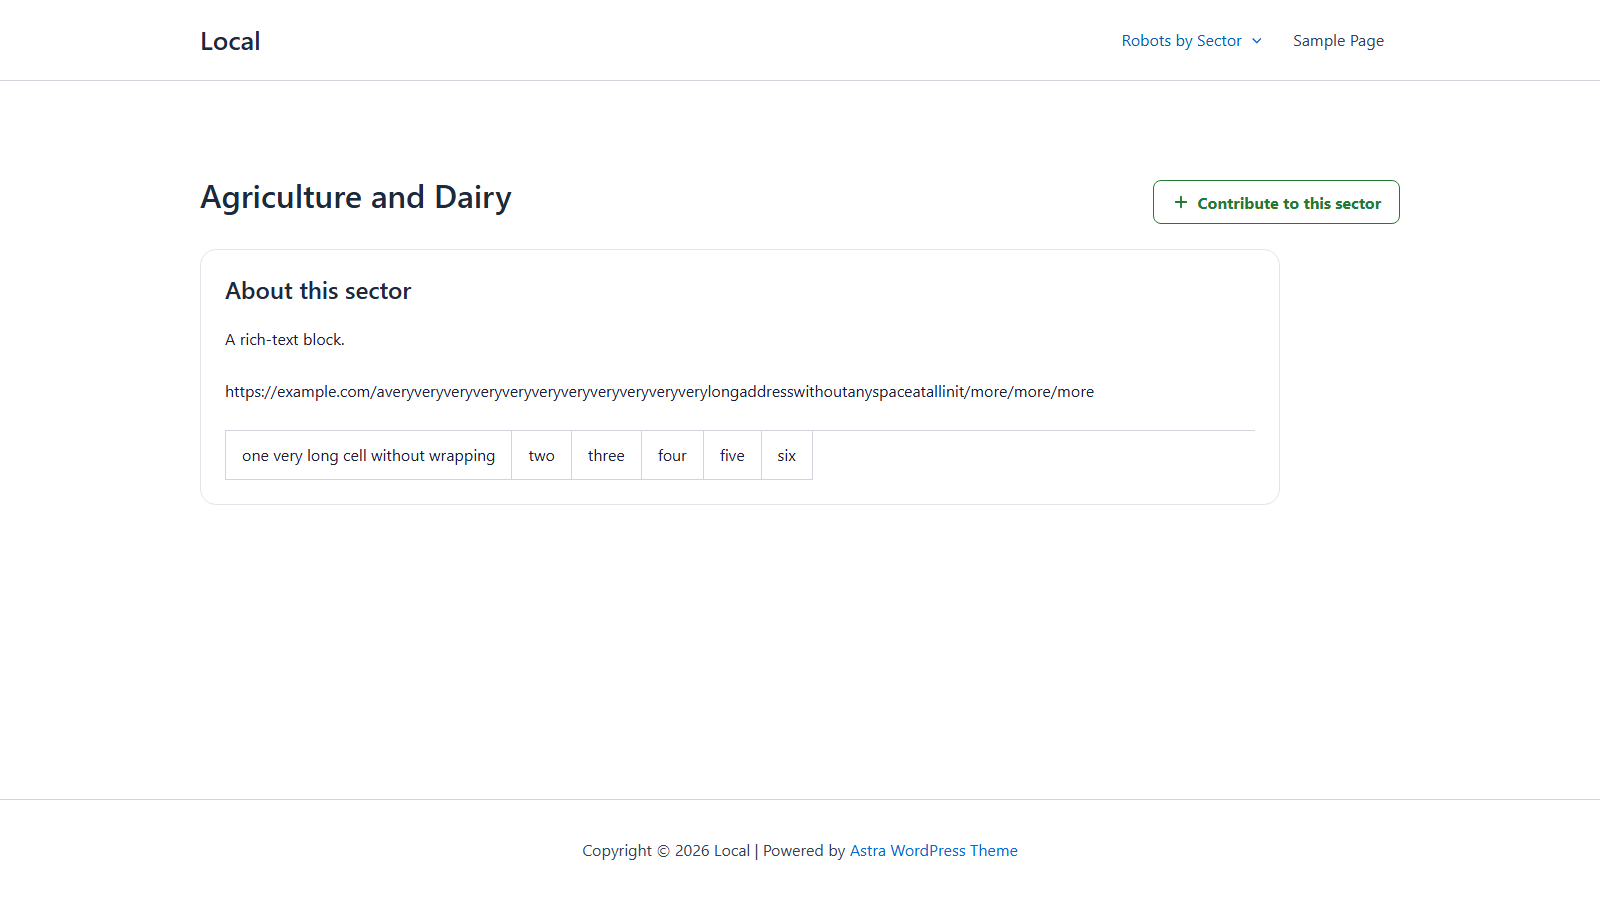 Local
Robots by Sector
Sample Page
Agriculture and Dairy
+ Contribute to this sector
About this sector
A rich-text block.
https://example.com/averyveryveryveryveryveryveryveryveryveryverylongaddresswithoutanyspaceatallinit/more/more/more
one very long cell without wrapping two three four five six
Copyright © 2026 Local | Powered by Astra WordPress Theme